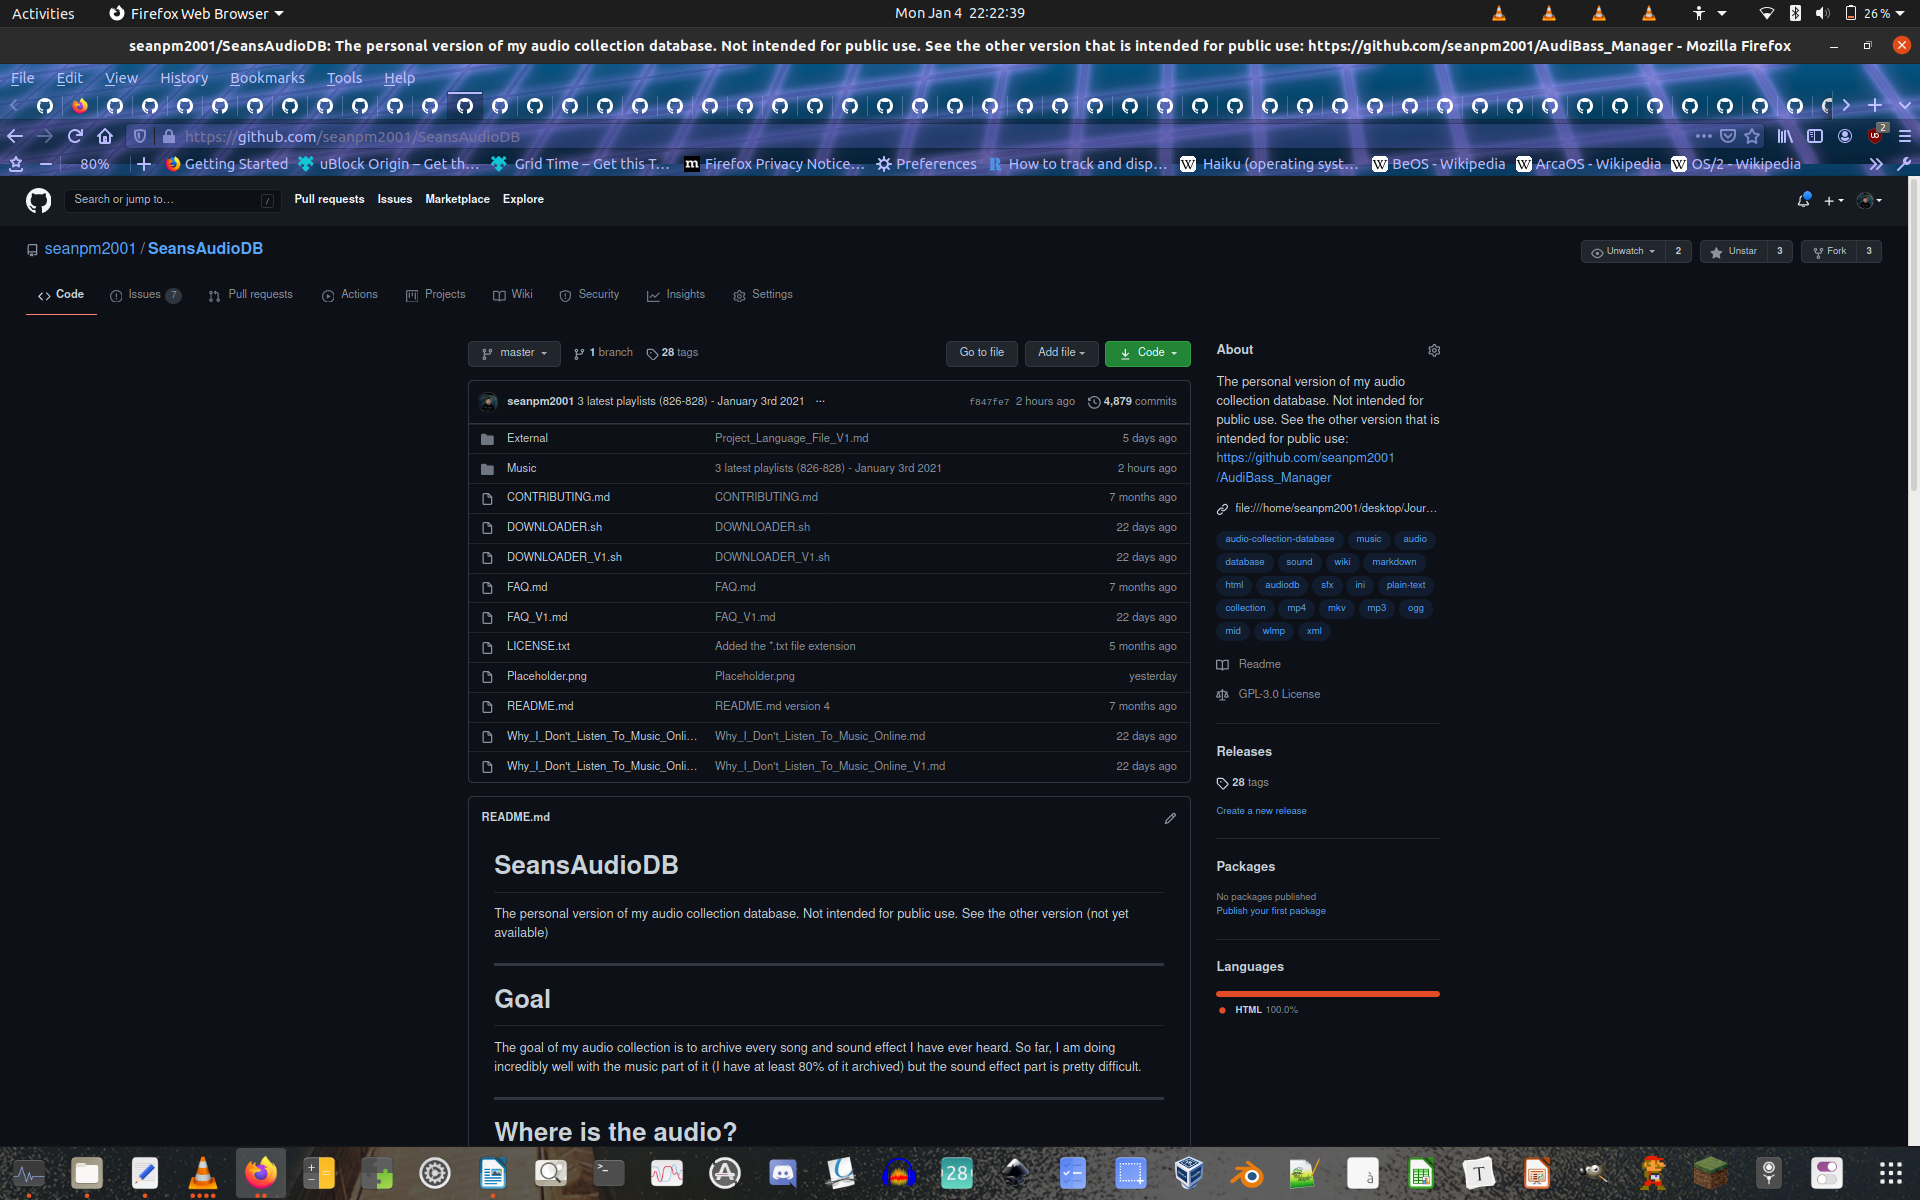 Activities
Firefox Web Browser
Mon Jan 4 22:22:39
26 %
seanpm2001/SeansAudioDB: The personal version of my audio collection database. Not intended for public use. See the other version that is intended for public use: https://github.com/seanpm2001/AudiBass_Manager - Mozilla Firefox
File Edit View History Bookmarks Tools Help
https://github.com/seanpm2001/SeansAudioDB
2
80%
Getting Started
uBlock Origin – Get th…
Grid Time – Get this T…
Firefox Privacy Notice…
Preferences
How to track and disp…
Haiku (operating syst…
BeOS - Wikipedia
ArcaOS - Wikipedia
OS/2 - Wikipedia
Search or jump to…
/
Pull requests Issues Marketplace Explore
seanpm2001 / SeansAudioDB
Unwatch 2
Unstar 3
Fork 3
Code
Issues 7
Pull requests
Actions
Projects
Wiki
Security
Insights
Settings
master
1 branch
28 tags
Go to file
Add file
Code
seanpm2001 3 latest playlists (826-828) - January 3rd 2021 ...
f847fe7 2 hours ago
4,879 commits
External Project_Language_File_V1.md 5 days ago
Music 3 latest playlists (826-828) - January 3rd 2021 2 hours ago
CONTRIBUTING.md CONTRIBUTING.md 7 months ago
DOWNLOADER.sh DOWNLOADER.sh 22 days ago
DOWNLOADER_V1.sh DOWNLOADER_V1.sh 22 days ago
FAQ.md FAQ.md 7 months ago
FAQ_V1.md FAQ_V1.md 22 days ago
LICENSE.txt Added the *.txt file extension 5 months ago
Placeholder.png Placeholder.png yesterday
README.md README.md version 4 7 months ago
Why_I_Don't_Listen_To_Music_Onli… Why_I_Don't_Listen_To_Music_Online.md 22 days ago
Why_I_Don't_Listen_To_Music_Onli… Why_I_Don't_Listen_To_Music_Online_V1.md 22 days ago
README.md
SeansAudioDB
The personal version of my audio collection database. Not intended for public use. See the other version (not yet
available)
Goal
The goal of my audio collection is to archive every song and sound effect I have ever heard. So far, I am doing
incredibly well with the music part of it (I have at least 80% of it archived) but the sound effect part is pretty difficult.
Where is the audio?
About
The personal version of my audio
collection database. Not intended for
public use. See the other version that is
intended for public use:
https://github.com/seanpm2001
/AudiBass_Manager
file:///home/seanpm2001/desktop/Jour…
audio-collection-database music audio
database sound wiki markdown
html audiodb sfx ini plain-text
collection mp4 mkv mp3 ogg
mid wlmp xml
Readme
GPL-3.0 License
Releases
28 tags
Create a new release
Packages
No packages published
Publish your first package
Languages
HTML 100.0%
28